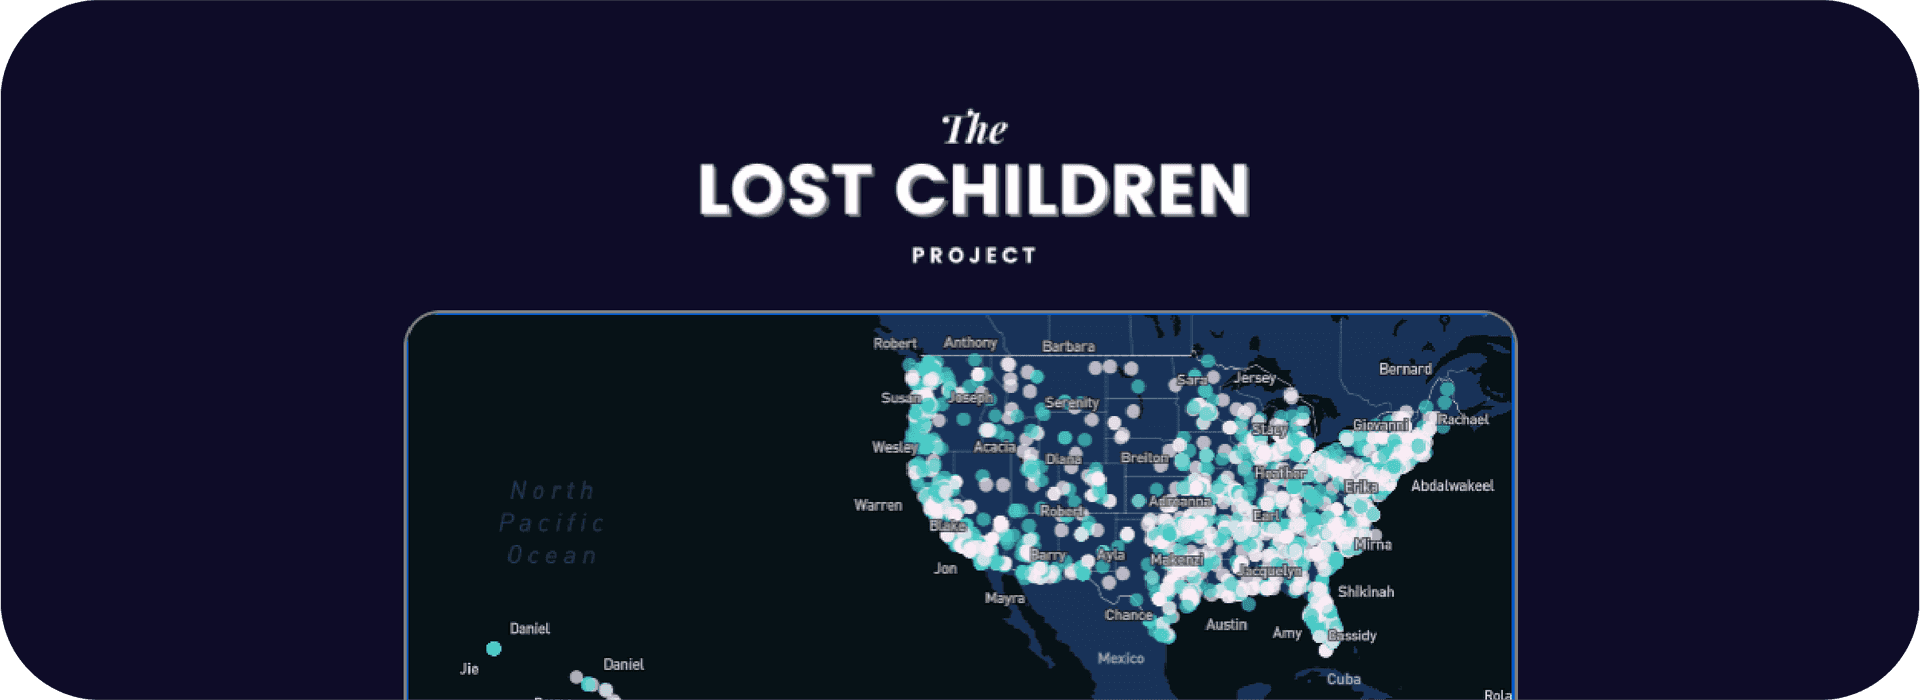 The
LOST CHILDREN
PROJECT
Robert
Anthony
Barbara
Bernard
Sara
Jersey
Susan
Joseph
Serenity
Giovanni
Rachael
Stacy
Wesley
Acacia
Diana
Breiton
Heather
Erika
Abdalwakeel
North
Pacific
Ocean
Warren
Adreanna
Robert
Earl
Blake
Mirna
Barry
Ayla
Makenzi
Jacquelyn
Jon
Mayra
Shikinah
Chance
Austin
Amy
Cassidy
Daniel
Jie
Daniel
Mexico
Cuba
Rola